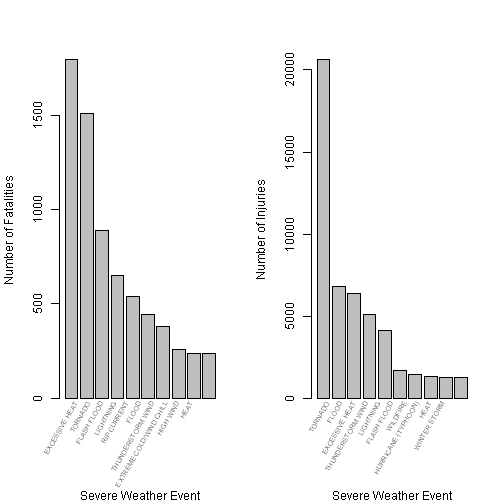 Number of Fatalities
0
500
1000
1500
EXCESSIVE HEAT
TORNADO
FLASH FLOOD
LIGHTNING
RIP CURRENT
FLOOD
THUNDERSTORM WIND
EXTREME COLD/WIND CHILL
HIGH WIND
HEAT
Severe Weather Event
Number of Injuries
0
5000
10000
15000
20000
TORNADO
FLOOD
EXCESSIVE HEAT
THUNDERSTORM WIND
LIGHTNING
FLASH FLOOD
WILDFIRE
HURRICANE (TYPHOON)
HEAT
WINTER STORM
Severe Weather Event